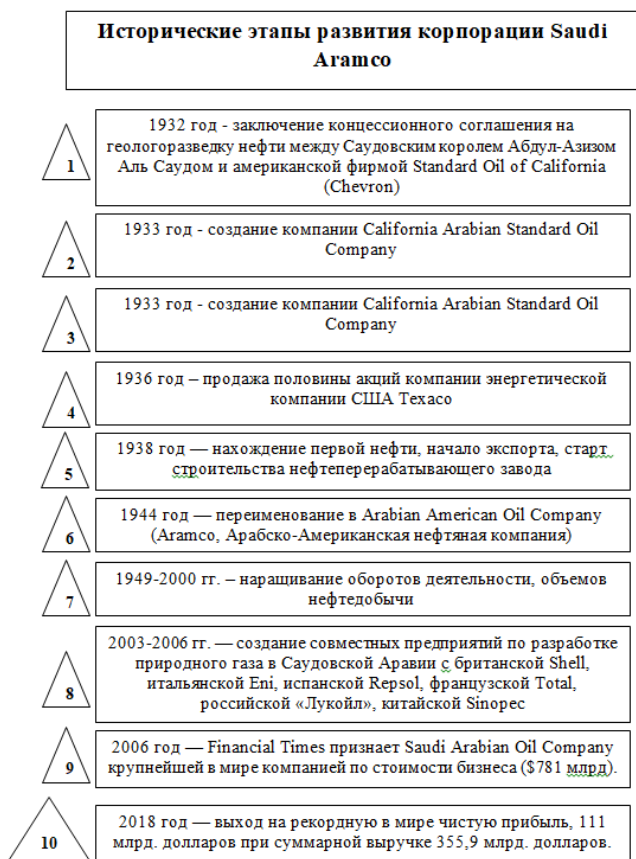 Исторические этапы развития корпорации Saudi
Aramco
1932 год - заключение концессионного соглашения на
геологоразведку нефти между Саудовским королем Абдул-Азизом
Аль Саудом и американской фирмой Standard Oil of California
(Chevron)
1
1933 год - создание компании California Arabian Standard Oil
Company
2
1933 год - создание компании California Arabian Standard Oil
Company
3
1936 год – продажа половины акций компании энергетической
компании США Texaco
4
1938 год — нахождение первой нефти, начало экспорта, старт
строительства нефтеперерабатывающего завода
5
1944 год — переименование в Arabian American Oil Company
(Aramco, Арабско-Американская нефтяная компания)
6
1949-2000 гг. – наращивание оборотов деятельности, объемов
нефтедобычи
7
2003-2006 гг. — создание совместных предприятий по разработке
природного газа в Саудовской Аравии с британской Shell,
итальянской Eni, испанской Repsol, французской Total,
российской «Лукойл», китайской Sinopec
8
2006 год — Financial Times признает Saudi Arabian Oil Company
крупнейшей в мире компанией по стоимости бизнеса ($781 млрд).
9
2018 год — выход на рекордную в мире чистую прибыль, 111
млрд. долларов при суммарной выручке 355,9 млрд. долларов.
10